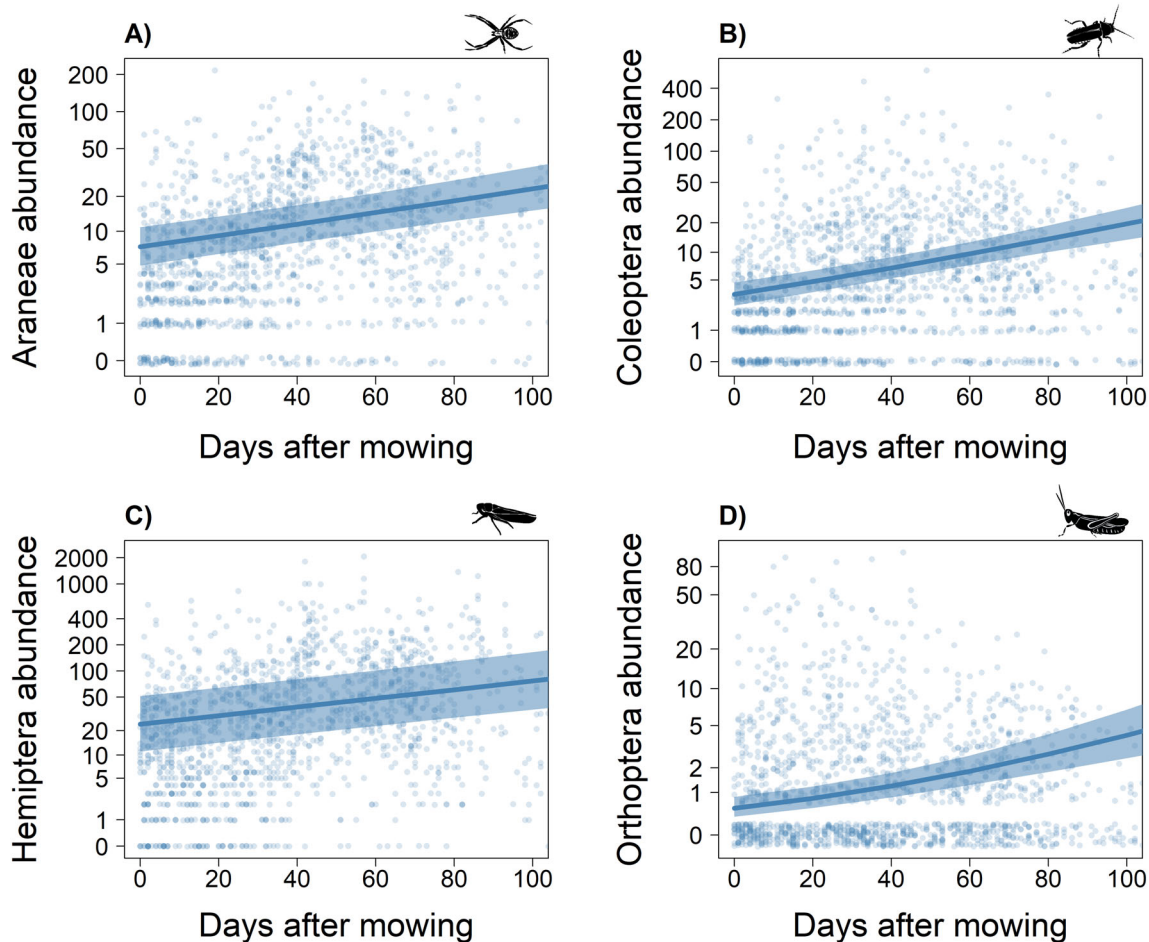 A)
Araneae abundance
200
100
50
20
10
5
1
0
0 20 40 60 80 100
Days after mowing
B)
Coleoptera abundance
400
200
100
50
20
10
5
1
0
0 20 40 60 80 100
Days after mowing
C)
Hemiptera abundance
2000
1000
400
200
100
50
20
10
5
1
0
0 20 40 60 80 100
Days after mowing
D)
Orthoptera abundance
80
50
20
10
5
2
1
0
0 20 40 60 80 100
Days after mowing